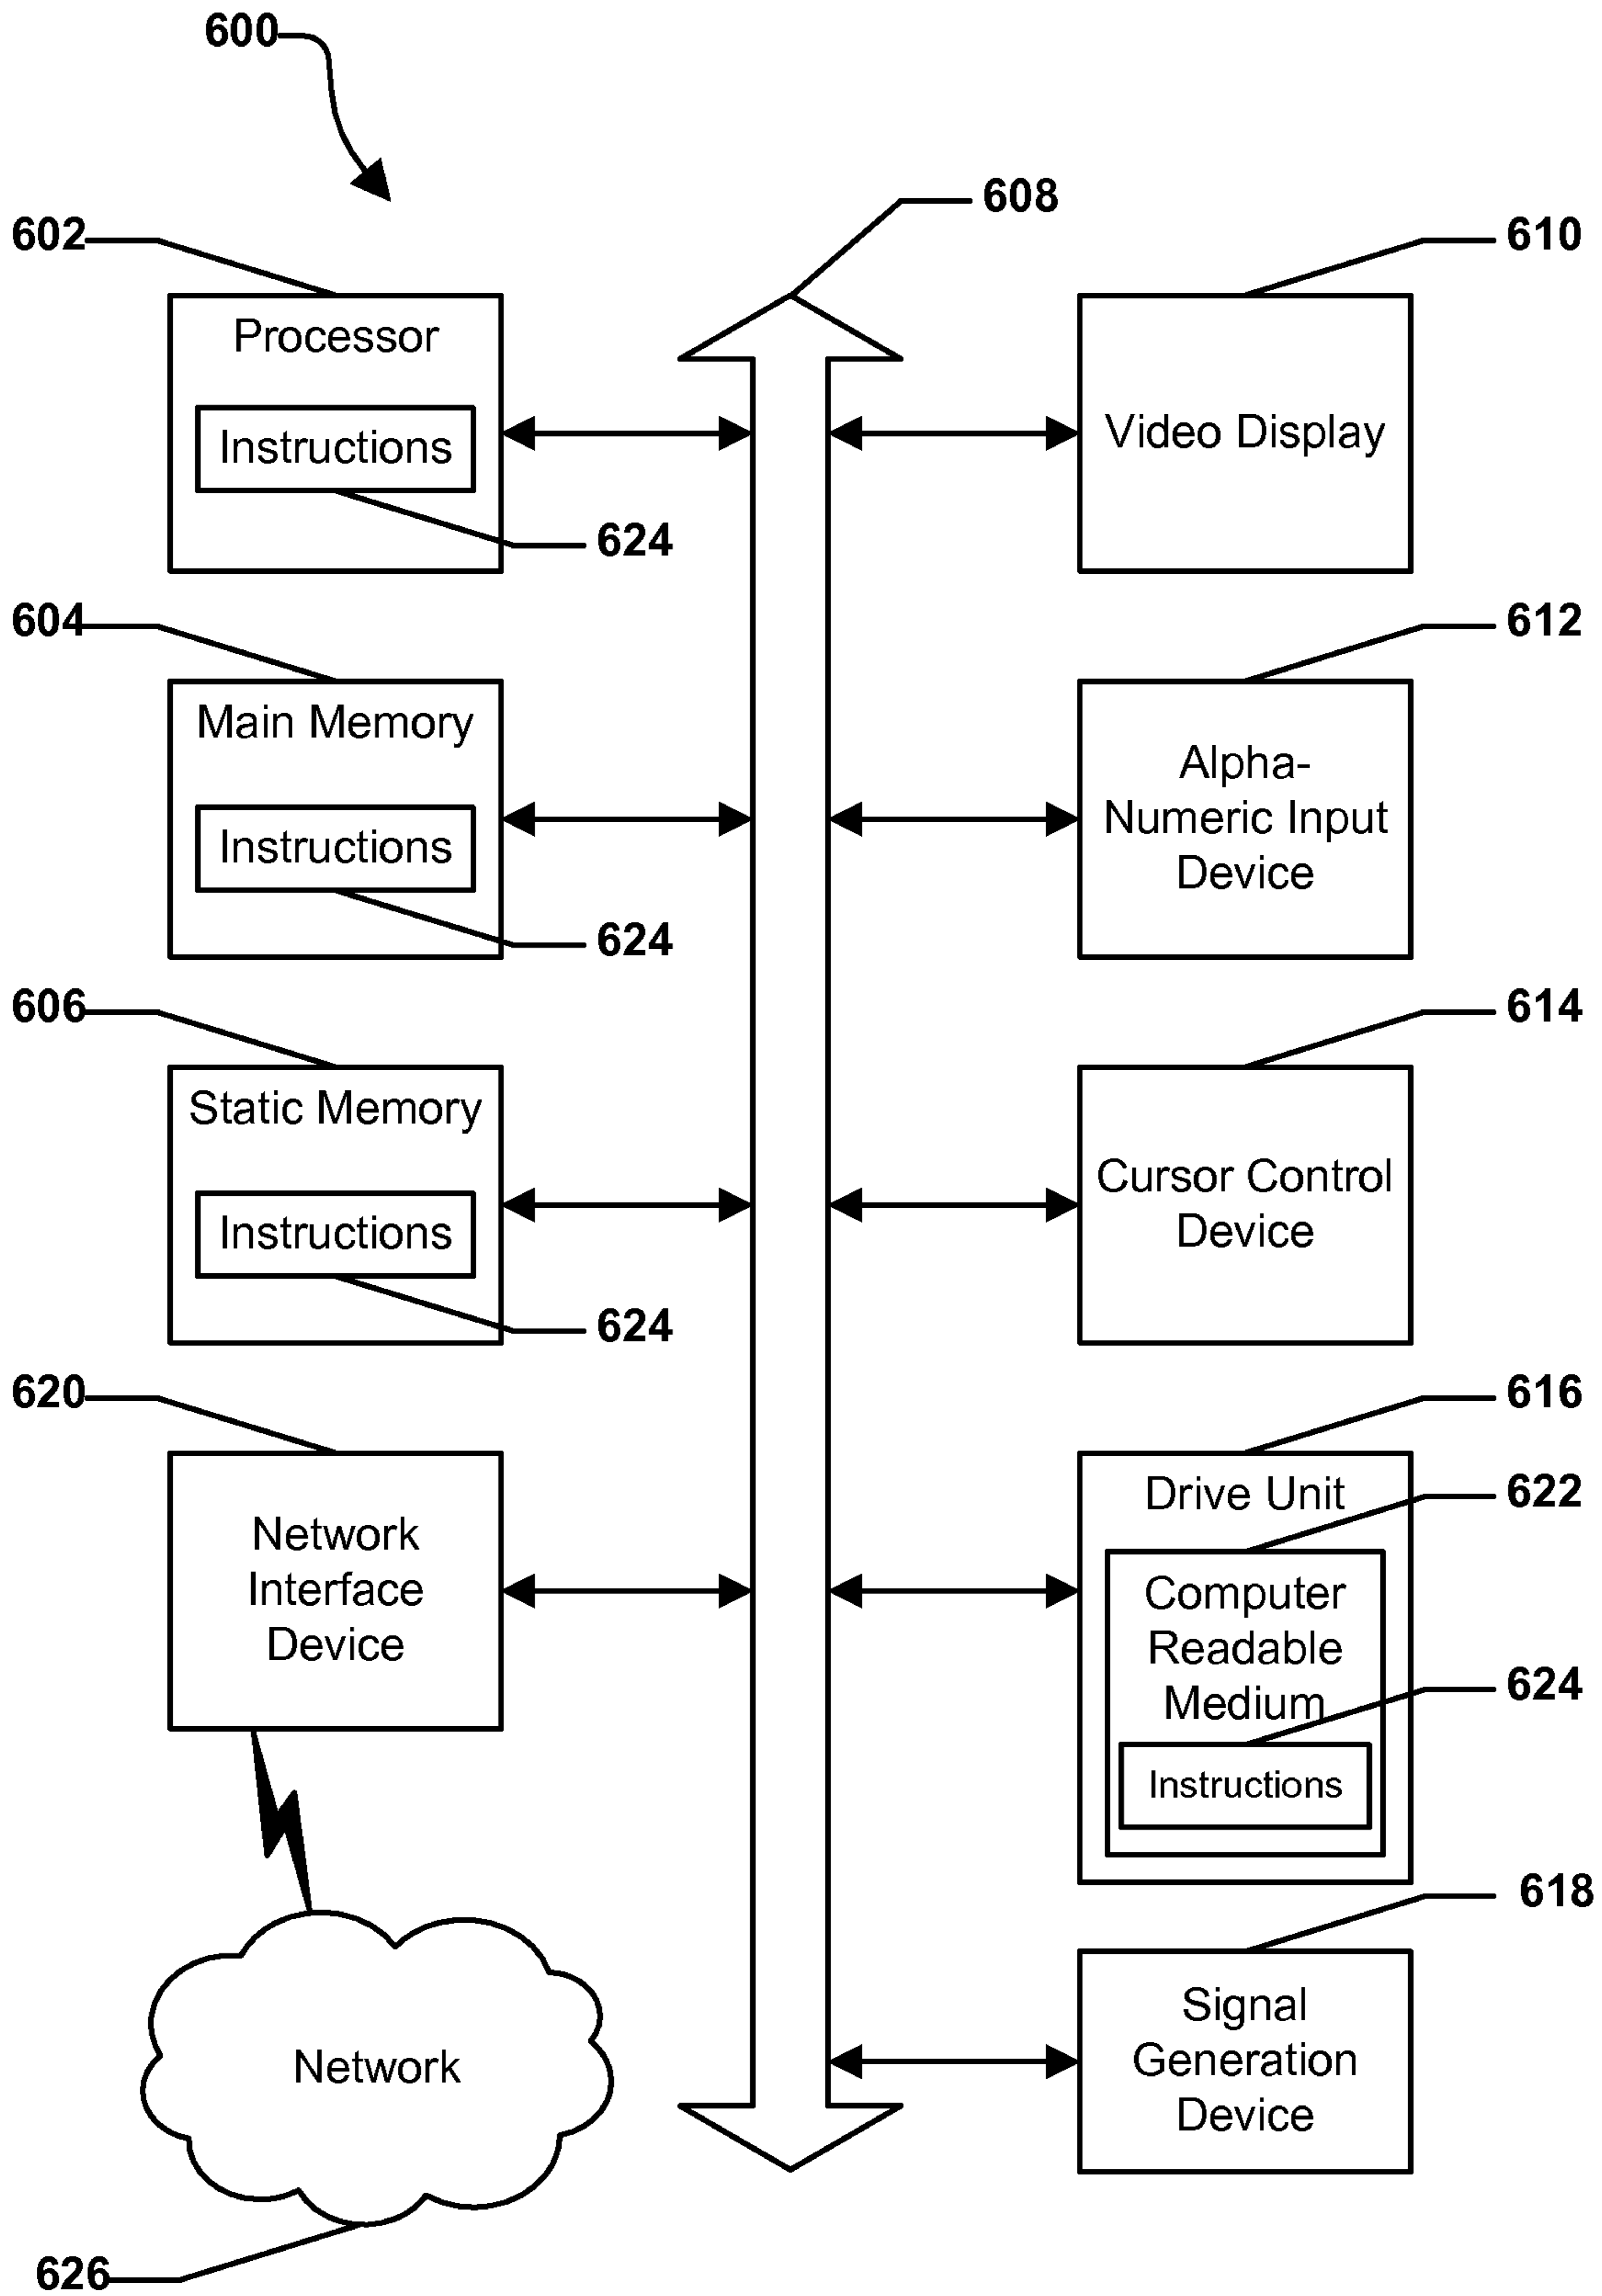 600
608
602
610
Processor
Instructions
Video Display
624
604
612
Main Memory
Instructions
Alpha-
Numeric Input
Device
624
606
614
Static Memory
Instructions
Cursor Control
Device
624
620
616
Drive Unit
622
Network
Interface
Device
Computer
Readable
Medium
624
Instructions
618
Signal
Generation
Device
Network
626